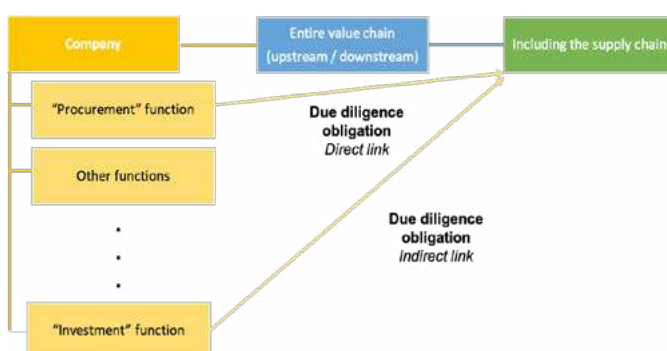 Company
Entire value chain
(upstream / downstream)
Including the supply chain
“Procurement” function
Due diligence
obligation
Direct link
Other functions
Due diligence
obligation
Indirect link
“Investment” function